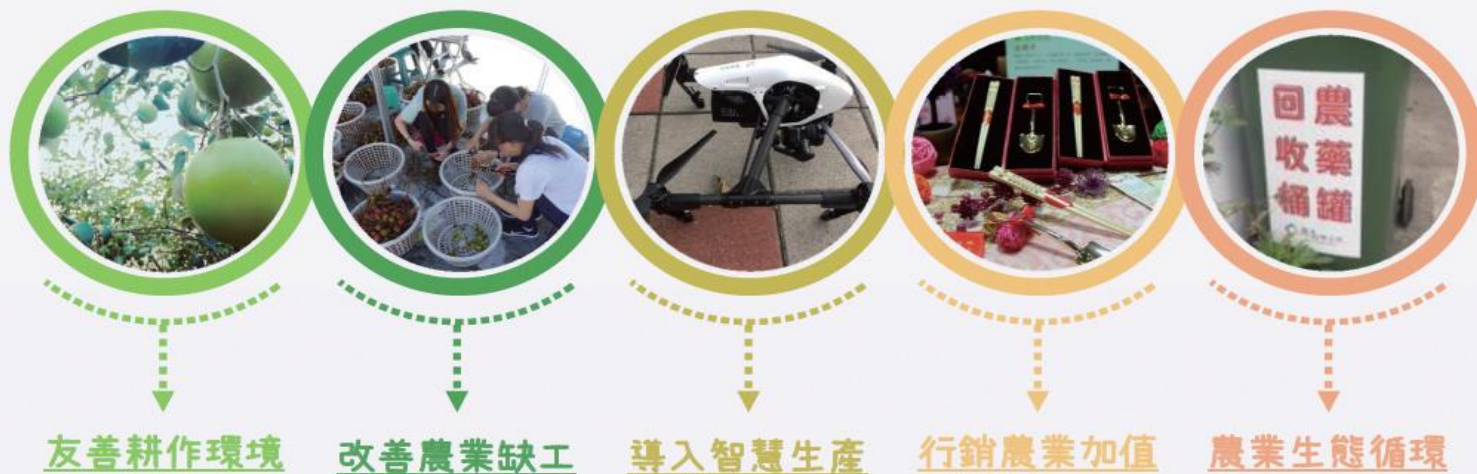 回收桶
農藥罐
友善耕作環境
改善農業缺工
導入智慧生產
行銷農業加值
農業生態循環